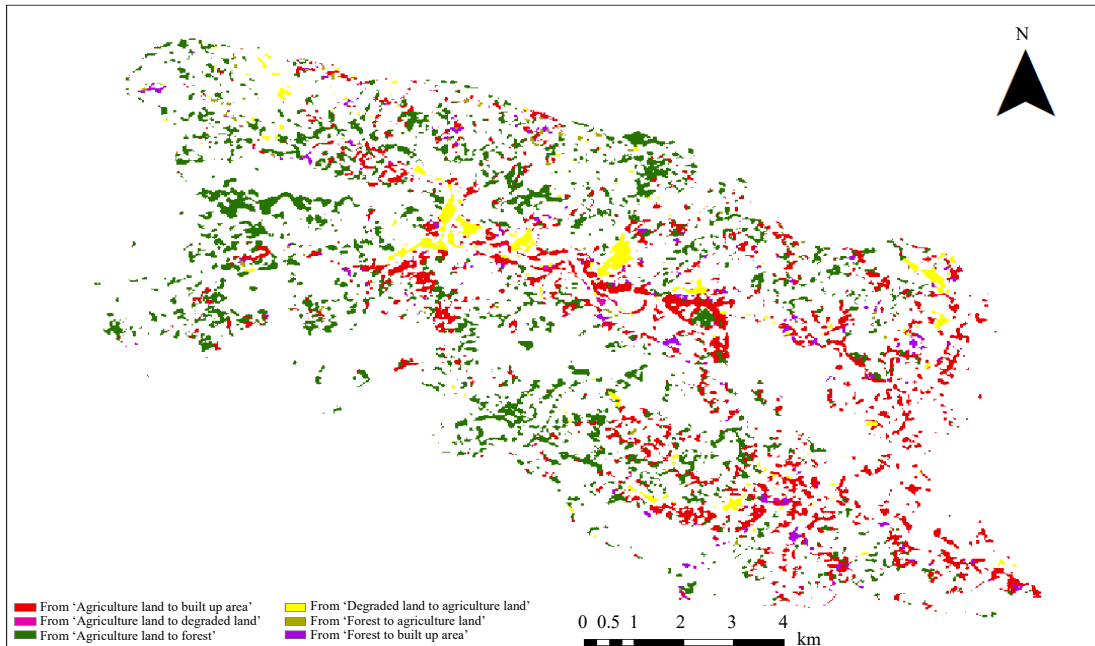 N
From ‘Agriculture land to built up area’
From ‘Agriculture land to degraded land’
From ‘Agriculture land to forest’
From ‘Degraded land to agriculture land’
From ‘Forest to agriculture land’
From ‘Forest to built up area’
0 0.5 1 2 3 4
km